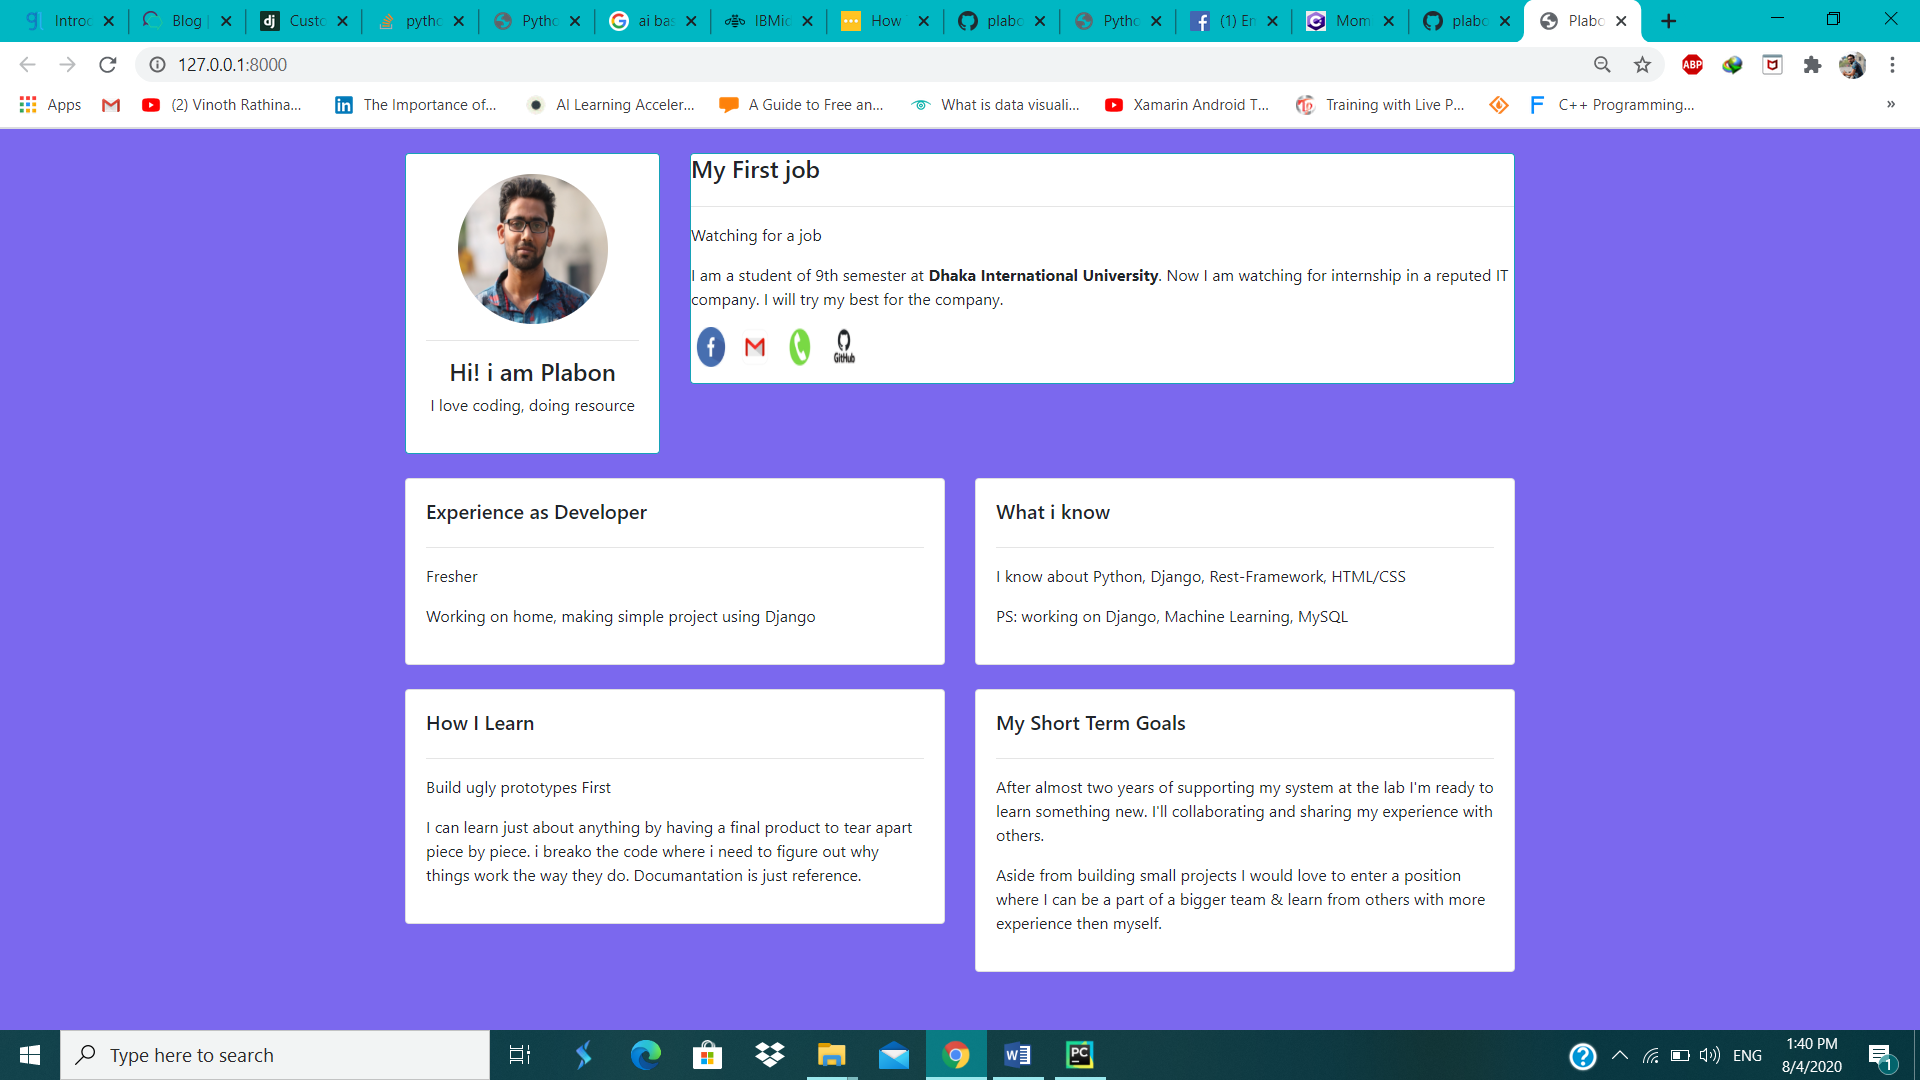 Introc
Blog |
Custo
pytho
Pytho
ai bas
IBMic
How
plabo
Pytho
(1) Em
Mom
plabo
Plabo
127.0.0.1:8000
ABP
Apps
(2) Vinoth Rathina...
The Importance of...
AI Learning Acceler...
A Guide to Free an...
What is data visuali...
Xamarin Android T...
Training with Live P...
C++ Programming...
»
My First job
Watching for a job
I am a student of 9th semester at Dhaka International University. Now I am watching for internship in a reputed IT
company. I will try my best for the company.
GitHub
Hi! i am Plabon
I love coding, doing resource
Experience as Developer
Fresher
Working on home, making simple project using Django
What i know
I know about Python, Django, Rest-Framework, HTML/CSS
PS: working on Django, Machine Learning, MySQL
How I Learn
Build ugly prototypes First
I can learn just about anything by having a final product to tear apart
piece by piece. i breako the code where i need to figure out why
things work the way they do. Documantation is just reference.
My Short Term Goals
After almost two years of supporting my system at the lab I'm ready to
learn something new. I'll collaborating and sharing my experience with
others.
Aside from building small projects I would love to enter a position
where I can be a part of a bigger team & learn from others with more
experience then myself.
Type here to search
PC
ENG
1:40 PM
8/4/2020
1